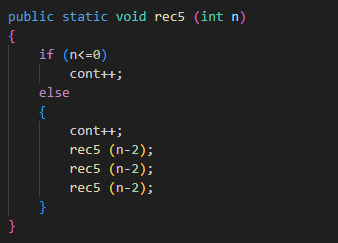 public static void rec5 (int n)
{
    if (n<=0)
        cont++;
    else
    {
        cont++;
        rec5 (n-2);
        rec5 (n-2);
        rec5 (n-2);
    }
}